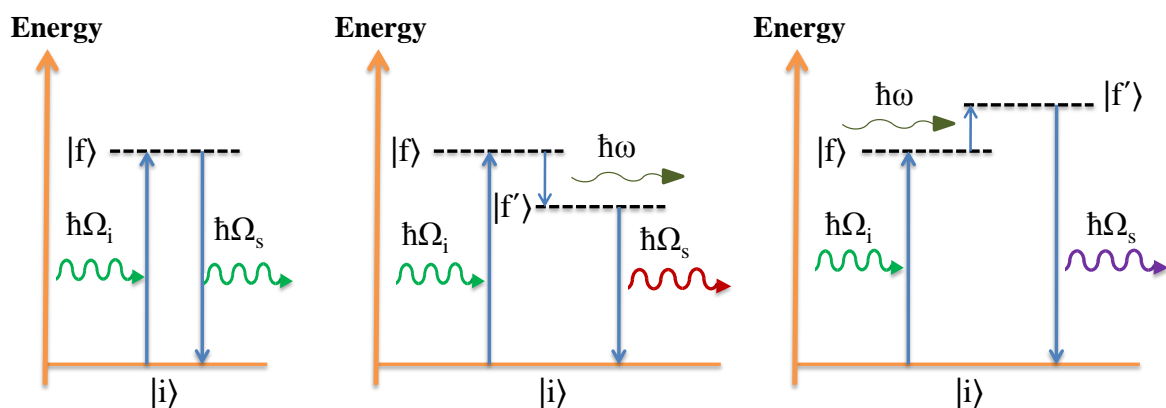 Energy
|f⟩
ħΩi
ħΩs
|i⟩
Energy
|f⟩
ħω
|f′⟩
ħΩi
ħΩs
|i⟩
Energy
ħω
|f′⟩
|f⟩
ħΩi
ħΩs
|i⟩